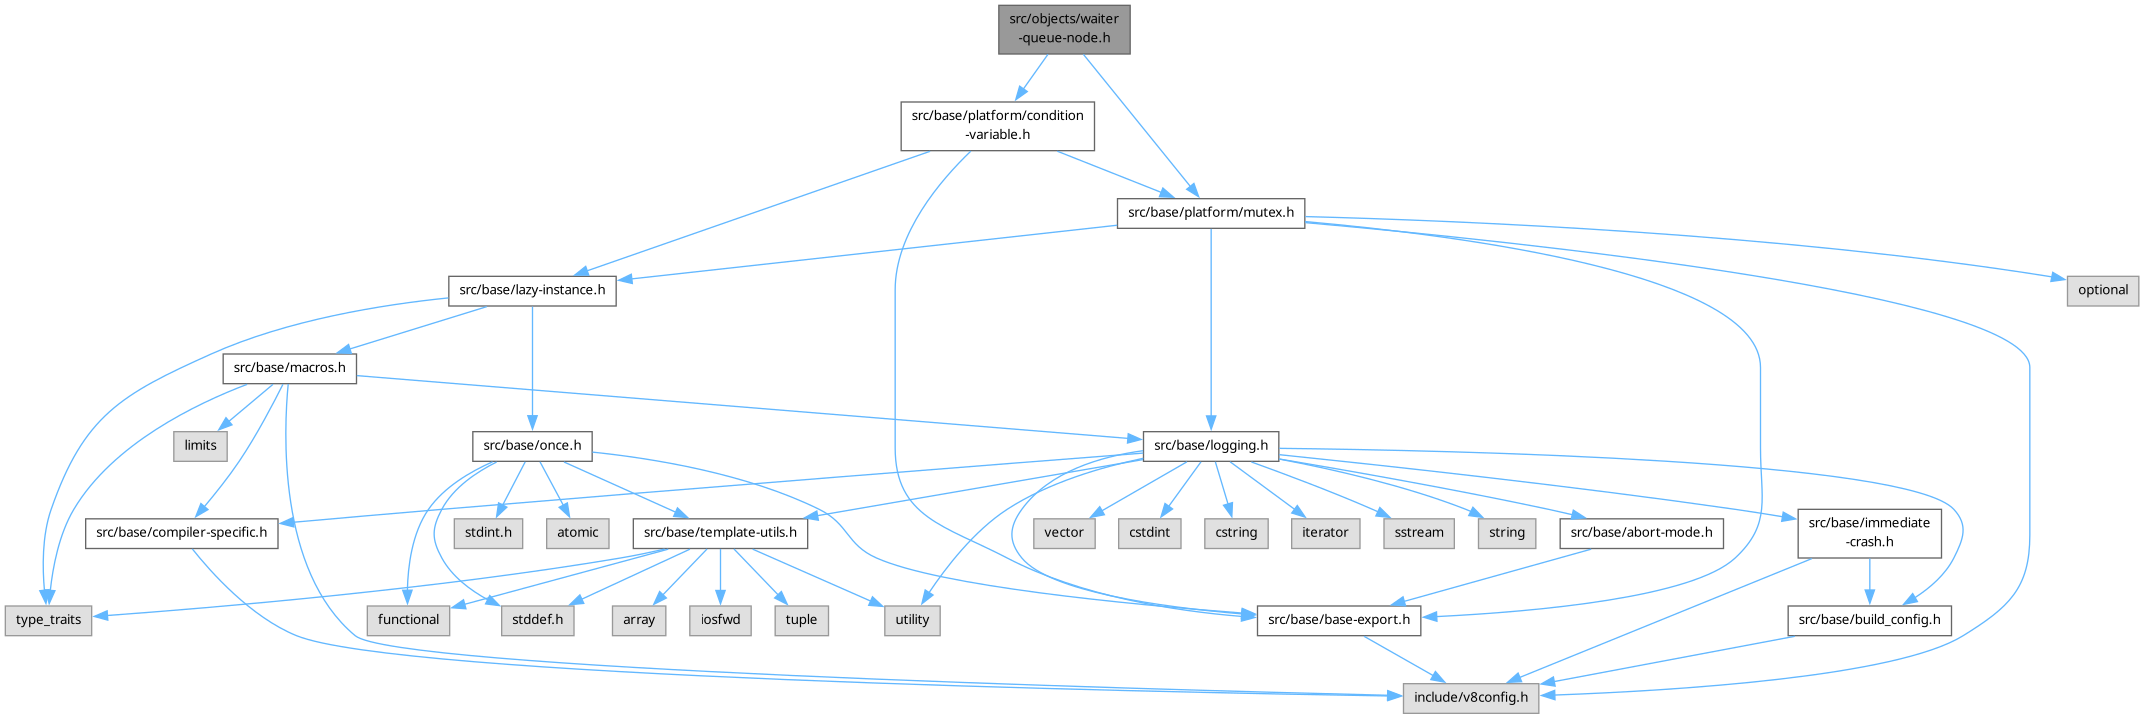 src/objects/waiter
-queue-node.h
src/base/platform/condition
-variable.h
src/base/platform/mutex.h
src/base/lazy-instance.h
optional
src/base/macros.h
limits
src/base/once.h
src/base/logging.h
src/base/compiler-specific.h
stdint.h
atomic
src/base/template-utils.h
vector
cstdint
cstring
iterator
sstream
string
src/base/abort-mode.h
src/base/immediate
-crash.h
type_traits
functional
stddef.h
array
iosfwd
tuple
utility
src/base/base-export.h
src/base/build_config.h
include/v8config.h